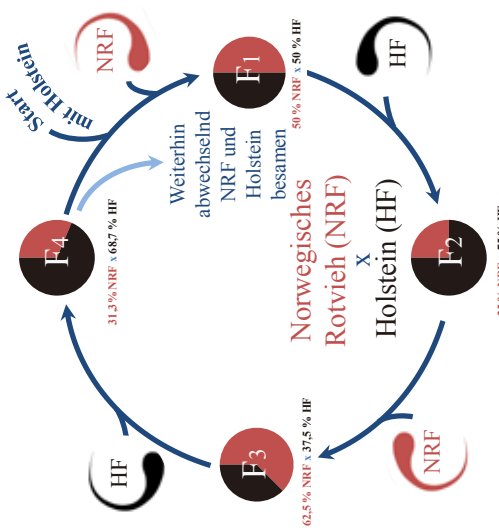 Start
mit Holstein
F4
31,3 % NRF x 68,7 % HF
NRF
HF
Weiterhin
abwechselnd
NRF und
Holstein
besamen
F1
50 % NRF x 50 % HF
F3
62,5 % NRF x 37,5 % HF
Norwegisches
Rotvieh (NRF)
x
Holstein (HF)
HF
NRF
F2